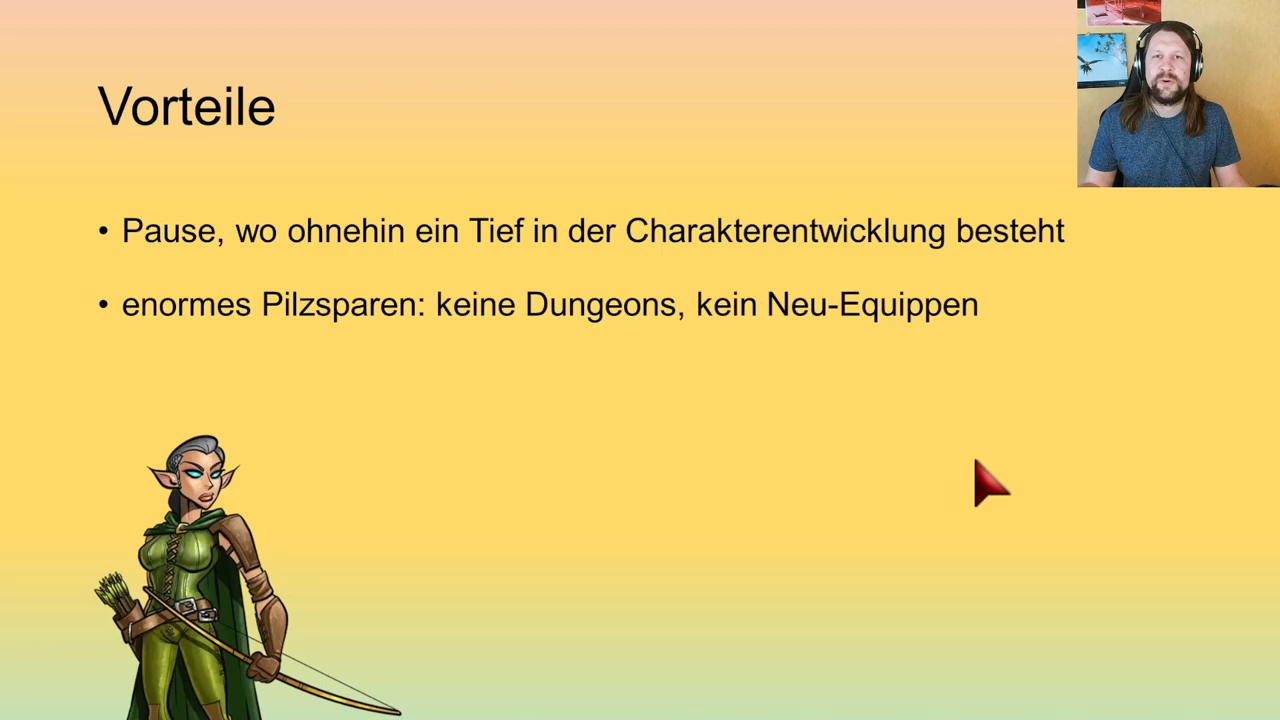 Vorteile
• Pause, wo ohnehin ein Tief in der Charakterentwicklung besteht
• enormes Pilzsparen: keine Dungeons, kein Neu-Equippen